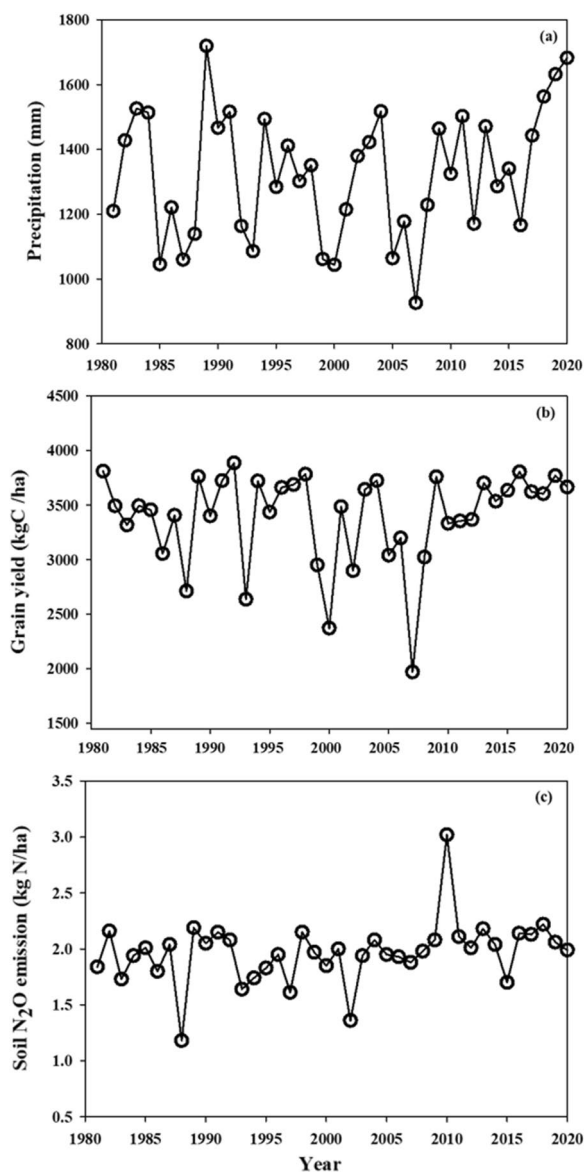 (a)
Precipitation (mm)
1800
1600
1400
1200
1000
800
1980 1985 1990 1995 2000 2005 2010 2015 2020
(b)
Grain yield (kgC /ha)
4500
4000
3500
3000
2500
2000
1500
1980 1985 1990 1995 2000 2005 2010 2015 2020
(c)
Soil N₂O emission (kg N/ha)
3.5
3.0
2.5
2.0
1.5
1.0
0.5
1980 1985 1990 1995 2000 2005 2010 2015 2020
Year